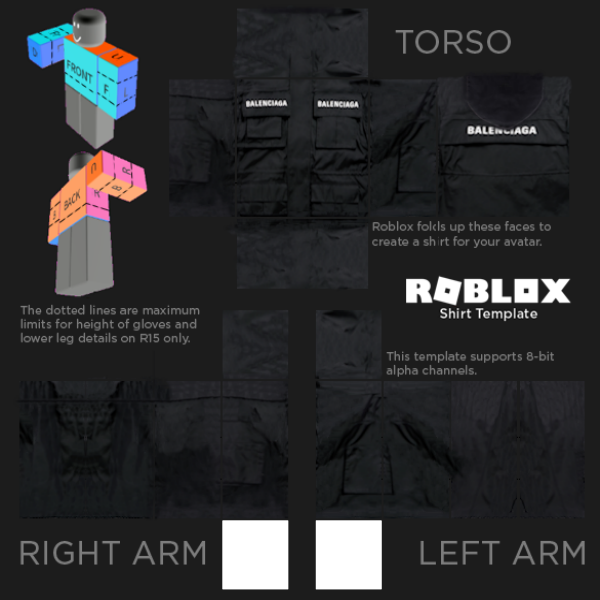 TORSO
FRONT
F
L
U
D
BALENCIAGA
BALENCIAGA
BALENCIAGA
BACK
U
B
Roblox folds up these faces to
create a shirt for your avatar.
ROBLOX
Shirt Template
The dotted lines are maximum
limits for height of gloves and
lower leg details on R15 only.
This template supports 8-bit
alpha channels.
RIGHT ARM
LEFT ARM